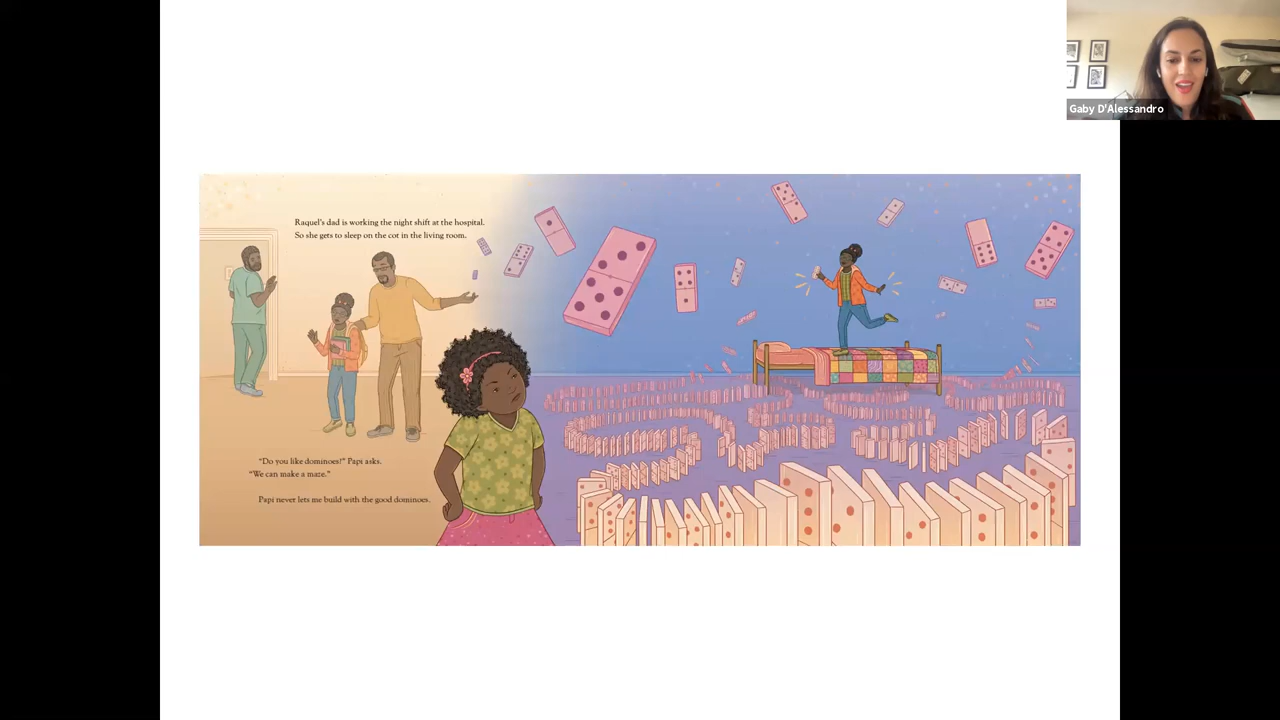 Gaby D'Alessandro
Raquel's dad is working the night shift at the hospital.
So she gets to sleep on the cot in the living room.
"Do you like dominoes?" Papi asks.
"We can make a maze."
Papi never lets me build with the good dominoes.